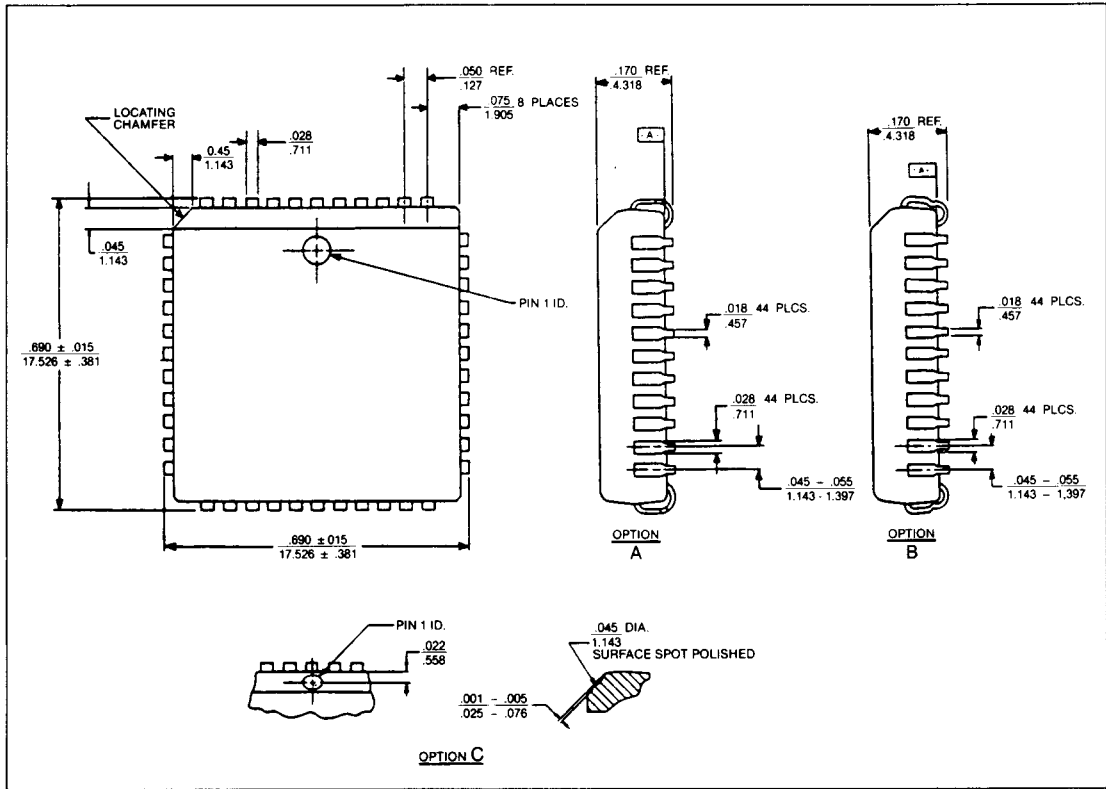 .050 REF.
.127
.075 8 PLACES
1.905
LOCATING
CHAMFER
.028
.711
0.45
1.143
.045
1.143
PIN 1 ID.
.690 ± .015
17.526 ± .381
.690 ± 015
17.526 ± .381
.170 REF.
4.318
-A-
.018 44 PLCS.
.457
.028 44 PLCS.
.711
.045 – .055
1.143 - 1.397
OPTION
A
.170 REF.
4.318
-A-
.018 44 PLCS.
.457
.028 44 PLCS.
.711
.045 – .055
1.143 – 1,397
OPTION
B
PIN 1 ID.
.022
.558
.045 DIA.
1.143
SURFACE SPOT POLISHED
.001 – .005
.025 – .076
OPTION C